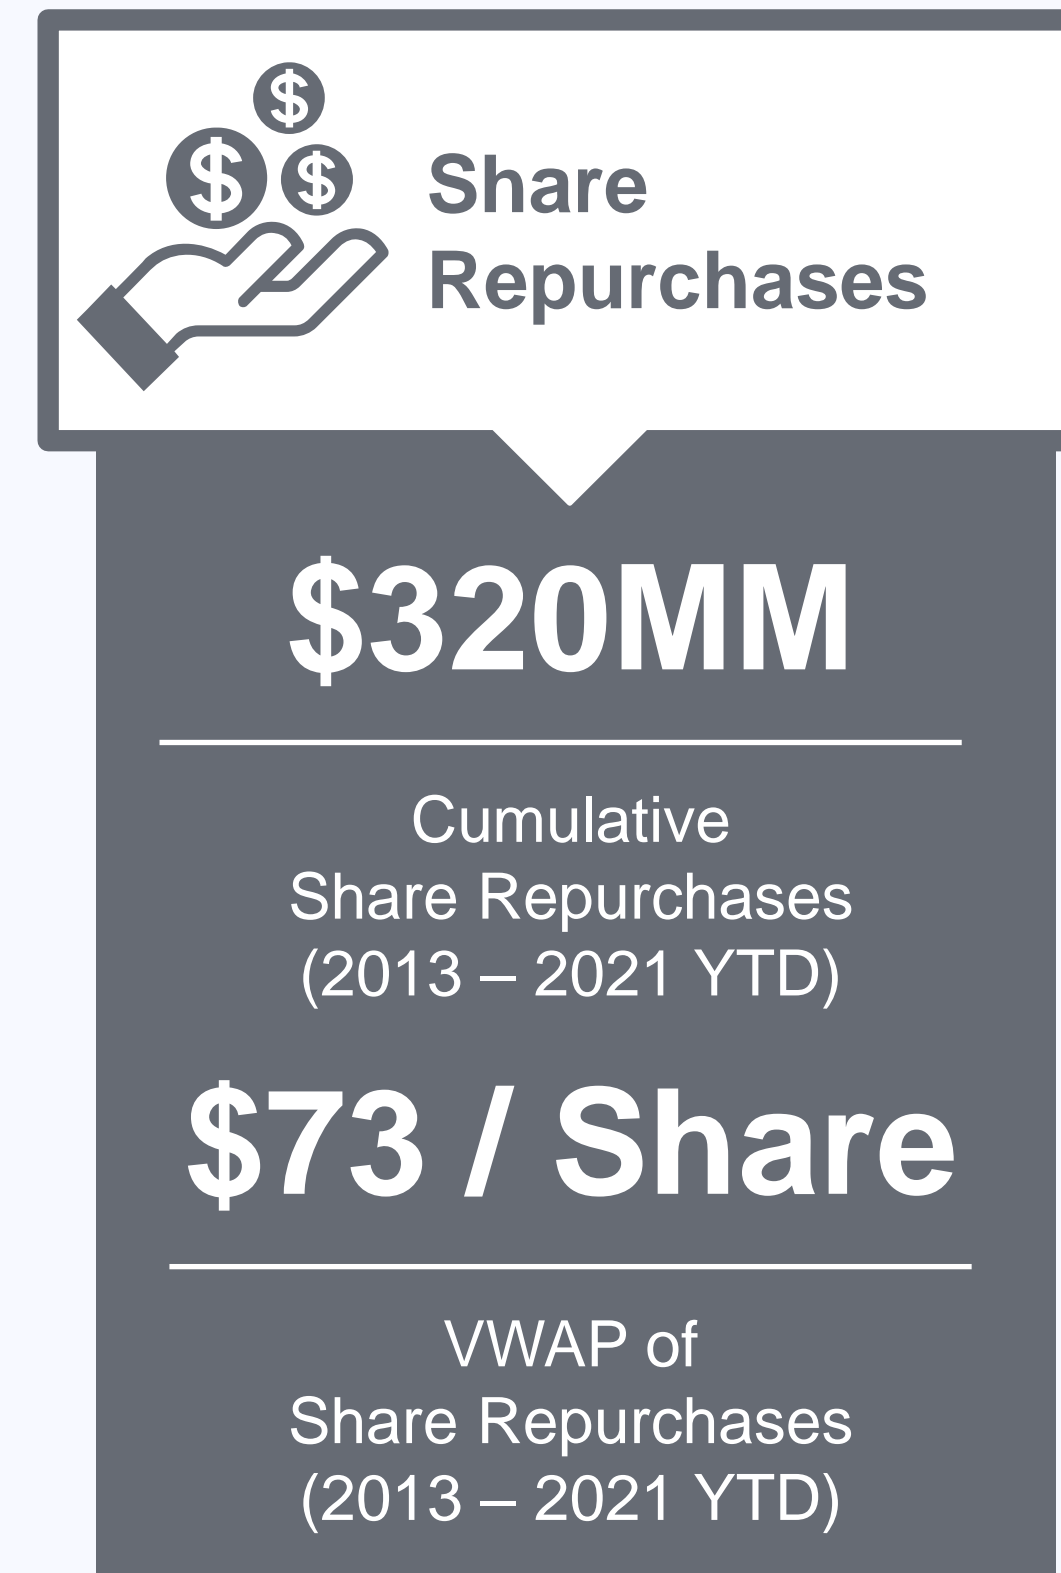 $
$
$
Share
Repurchases
$320MM
Cumulative
Share Repurchases
(2013 – 2021 YTD)
$73 / Share
VWAP of
Share Repurchases
(2013 – 2021 YTD)